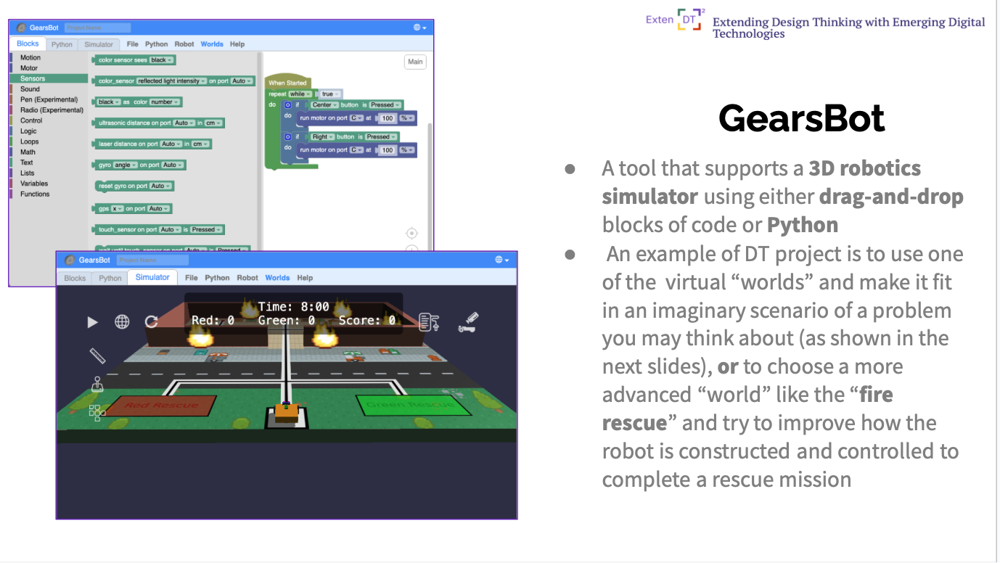 Exten DT 2
Extending Design Thinking with Emerging Digital
Technologies
GearsBot
A tool that supports a 3D robotics
simulator using either drag-and-drop
blocks of code or Python
An example of DT project is to use one
of the virtual “worlds” and make it fit
in an imaginary scenario of a problem
you may think about (as shown in the
next slides), or to choose a more
advanced “world” like the “fire
rescue” and try to improve how the
robot is constructed and controlled to
complete a rescue mission
GearsBot Project Name
Blocks Python Simulator File Python Robot Worlds Help
Motion
Motor
Sensors
Sound
Pen (Experimental)
Radio (Experimental)
Control
Logic
Loops
Math
Text
Lists
Variables
Functions
color sensor sees black
color_sensor reflected light intensity on port Auto
black as color number
ultrasonic distance on port Auto in cm
laser distance on port Auto in cm
gyro angle on port Auto
reset gyro on port Auto
gps x on port Auto
touch_sensor on port Auto is Pressed
wait until touch_sensor on port Auto is Pressed
Main
When Started
repeat while true
do if Center button is Pressed
do run motor on port C at 100 %
if Right button is Pressed
do run motor on port C at 100 %
GearsBot Project Name
Blocks Python Simulator File Python Robot Worlds Help
Time: 8:00
Red: 0 Green: 0 Score: 0
Red Rescue Green Rescue